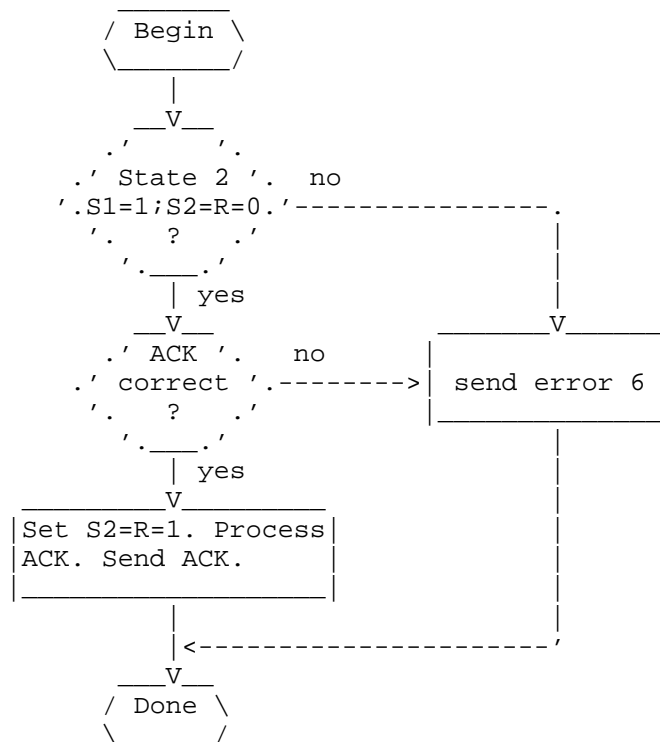 Begin
State 2
no
S1=1;S2=R=0
?
yes
ACK
no
correct
send error 6
?
yes
Set S2=R=1. Process
ACK. Send ACK.
Done